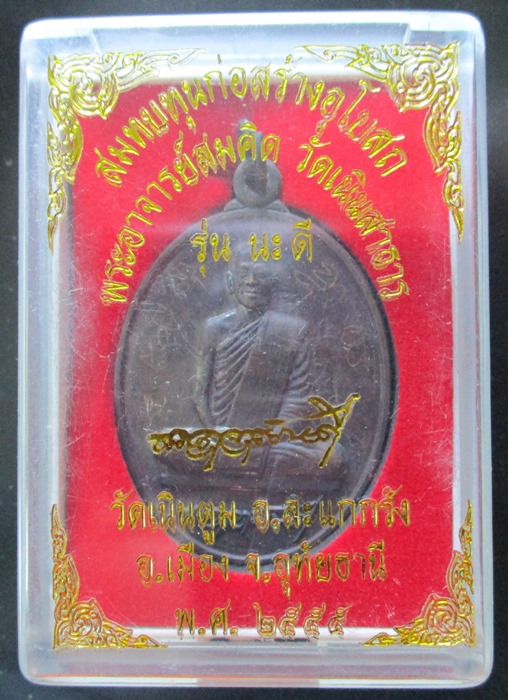 สมทบทุนก่อสร้างอุโบสถ
พระอาจารย์สมคิด วัดเนินสาธาร
รุ่น นะดี
วัดเนินตูม อ.สะแกกรัง
อ.เมือง จ.อุทัยธานี
พ.ศ. ๒๕๕๕